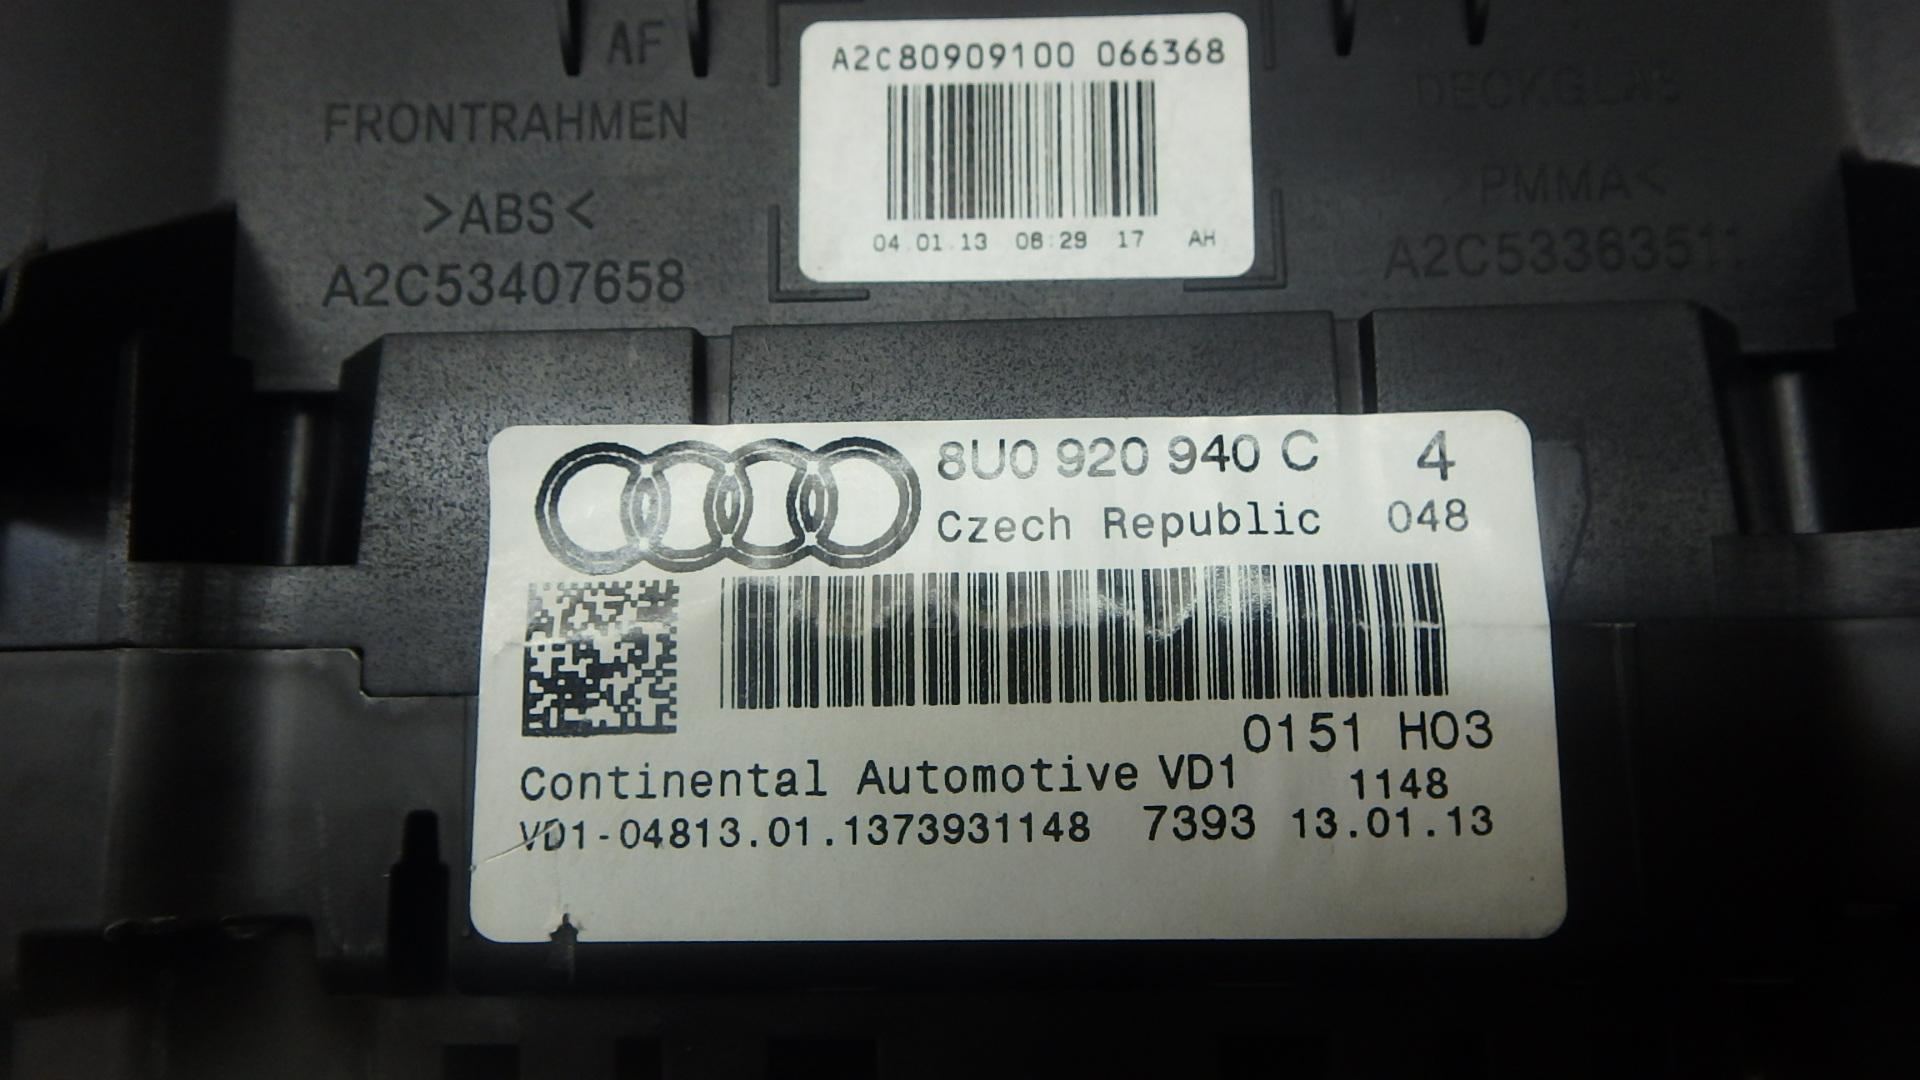 AF
FRONTRAHMEN
>ABS<
A2C53407658
A2C80909100 066368
04.01.13 08:29 17 AH
DECKGLAS
>PMMA<
8U0 920 940 C 4
Czech Republic 048
0151 H03
Continental Automotive VD1 1148
VD1-04813.01.1373931148 7393 13.01.13